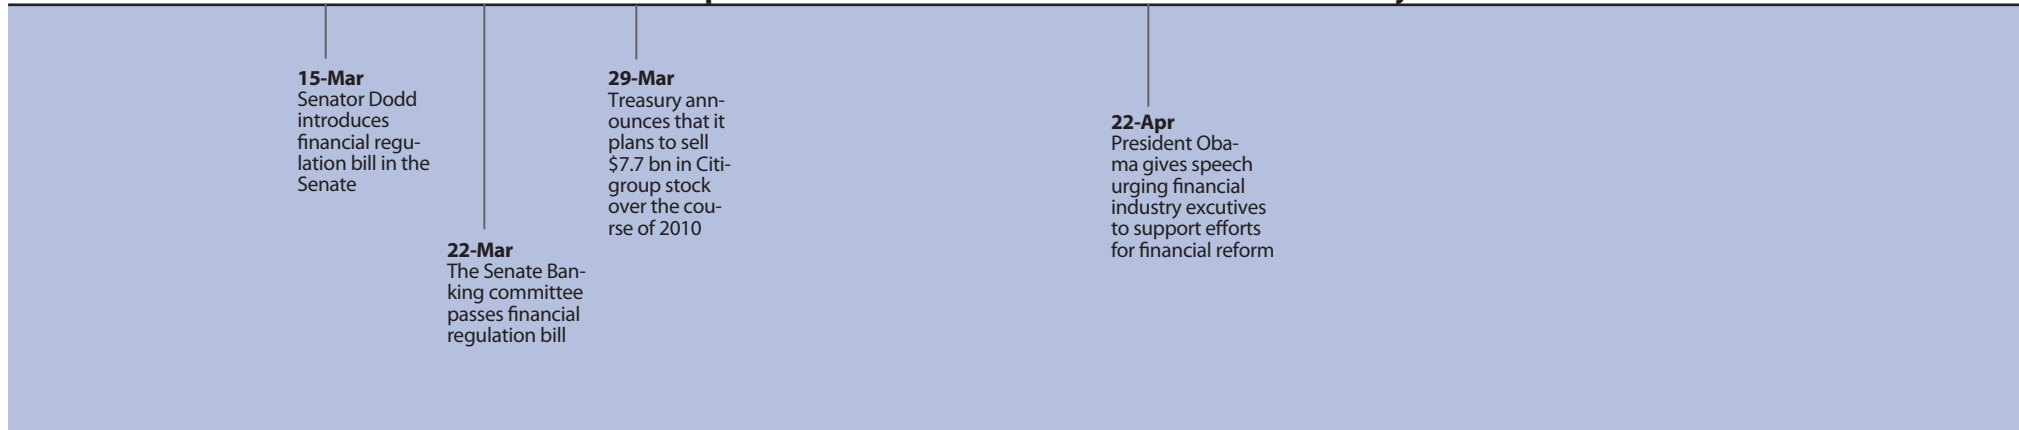 15-Mar
Senator Dodd
introduces
financial regu-
lation bill in the
Senate
22-Mar
The Senate Ban-
king committee
passes financial
regulation bill
29-Mar
Treasury ann-
ounces that it
plans to sell
$7.7 bn in Citi-
group stock
over the cou-
rse of 2010
22-Apr
President Oba-
ma gives speech
urging financial
industry excutives
to support efforts
for financial reform